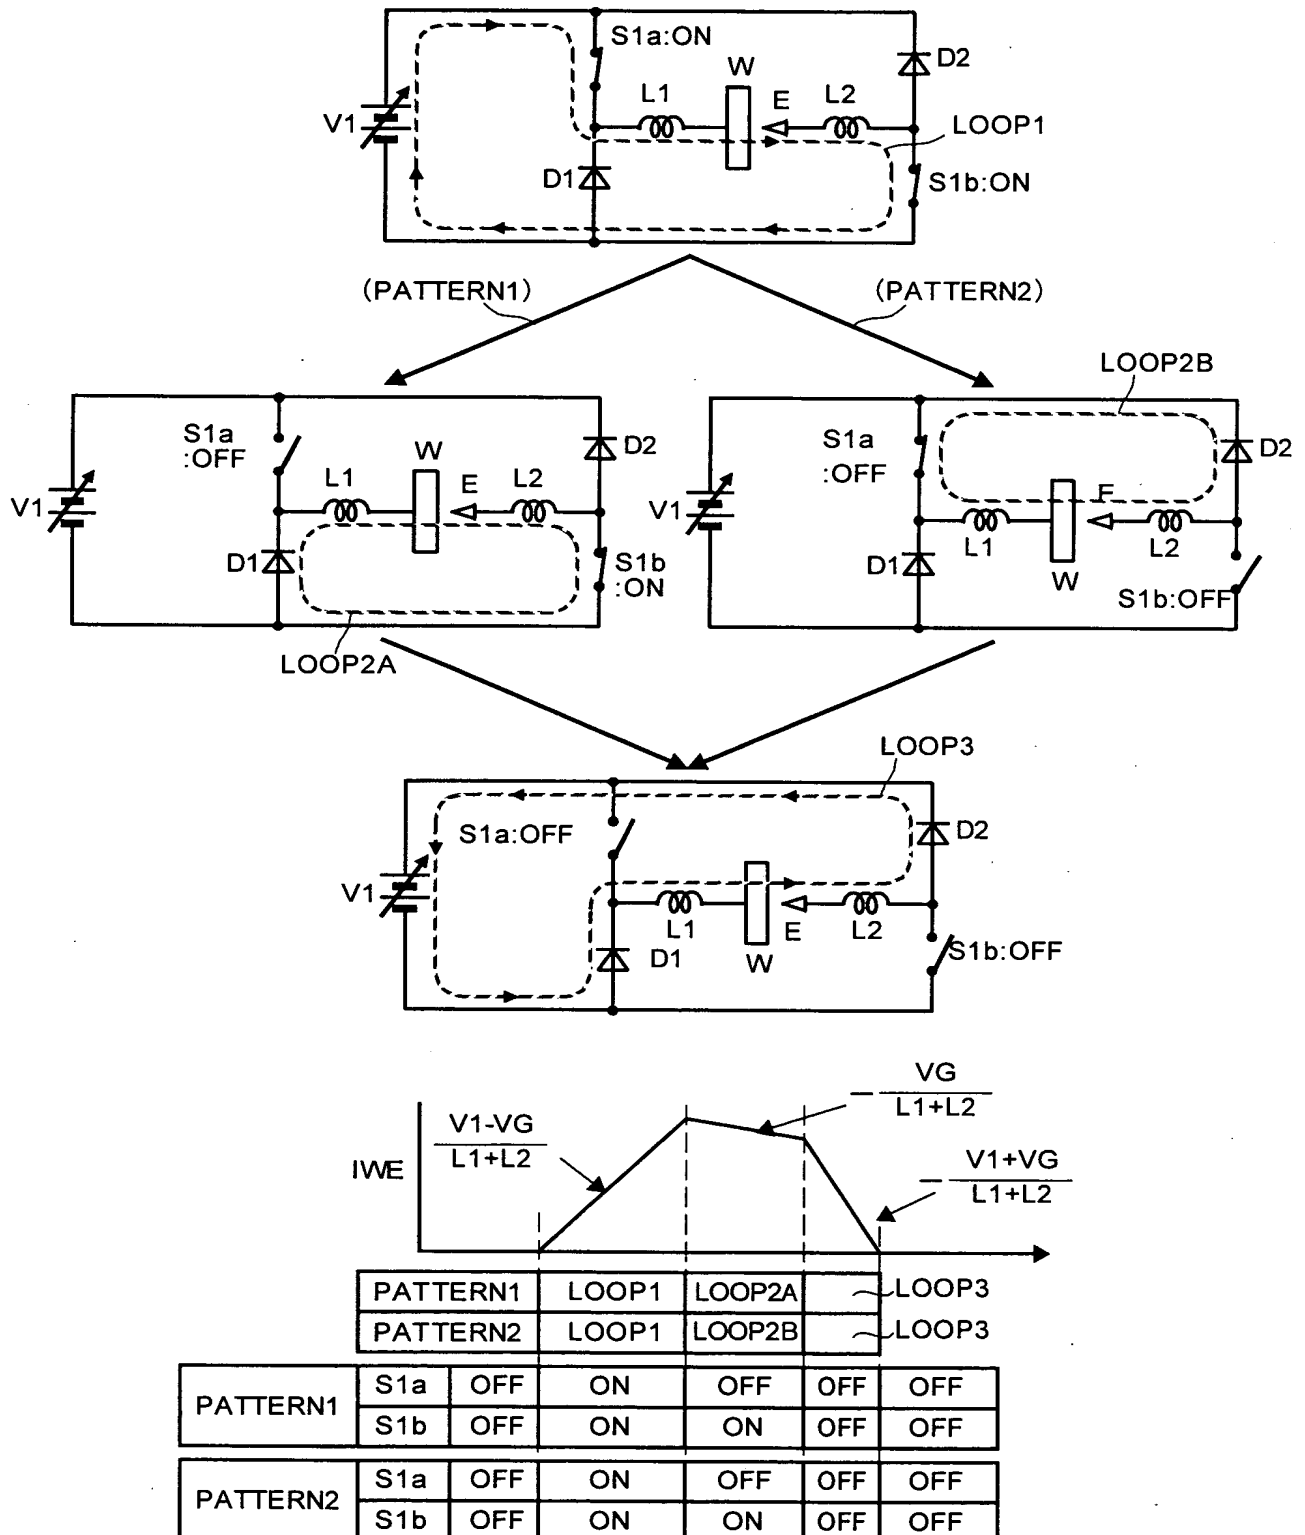 S1a:ON
D2
W
L1
E
L2
V1
LOOP1
D1
S1b:ON
(PATTERN1)
(PATTERN2)
LOOP2B
S1a
:OFF
W
D2
L1
E
L2
V1
D1
S1b
:ON
LOOP2A
S1a
:OFF
D2
V1
E
L1
L2
D1
W
S1b:OFF
LOOP3
S1a:OFF
D2
V1
L1
E
L2
D1
W
S1b:OFF
IWE
V1-VG
L1+L2
— VG
L1+L2
— V1+VG
L1+L2
PATTERN1 LOOP1 LOOP2A LOOP3
PATTERN2 LOOP1 LOOP2B LOOP3
PATTERN1
S1a OFF ON OFF OFF OFF
S1b OFF ON ON OFF OFF
PATTERN2
S1a OFF ON OFF OFF OFF
S1b OFF ON ON OFF OFF